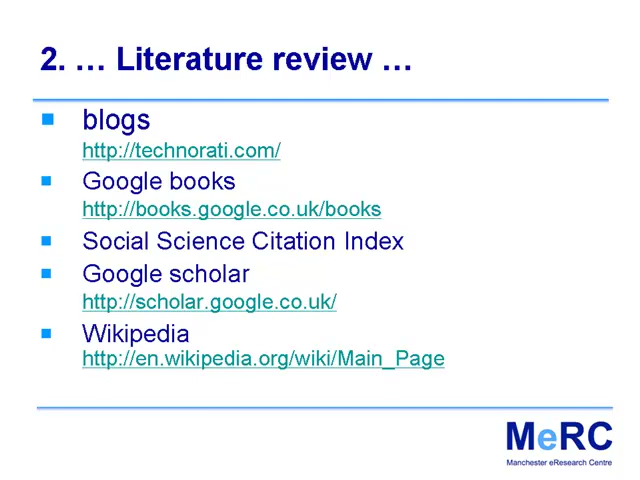 2. … Literature review …
blogs
http://technorati.com/
Google books
http://books.google.co.uk/books
Social Science Citation Index
Google scholar
http://scholar.google.co.uk/
Wikipedia
http://en.wikipedia.org/wiki/Main_Page
MeRC
Manchester eResearch Centre